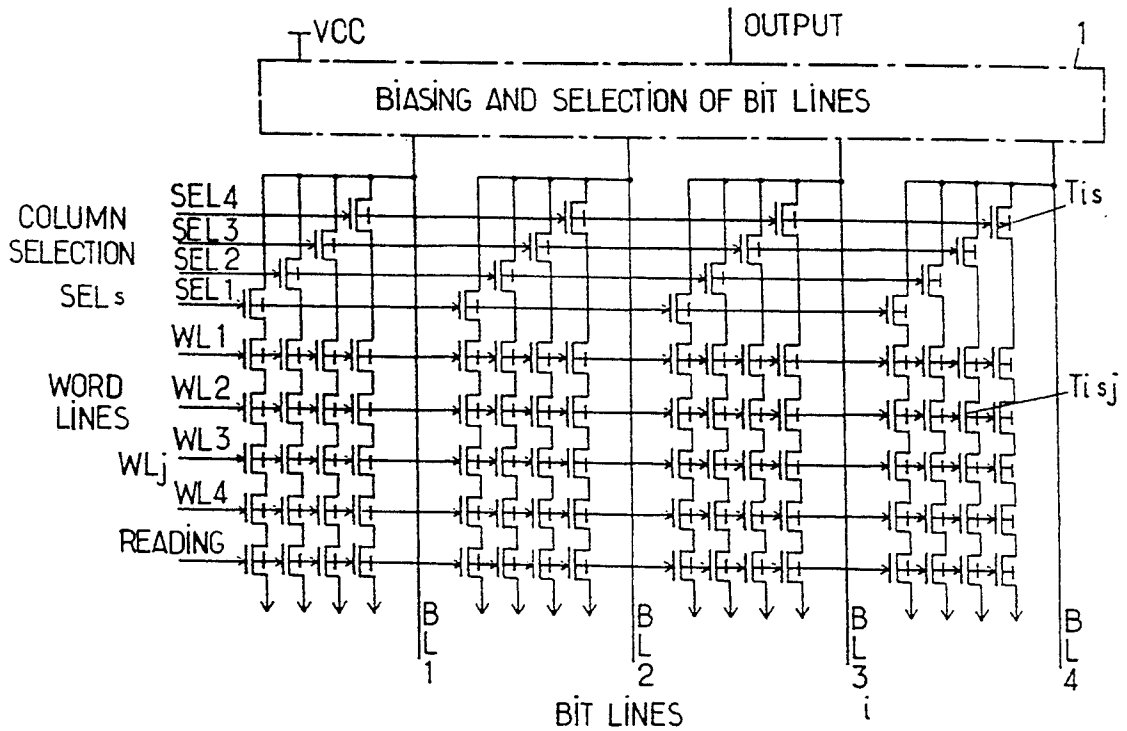 VCC
OUTPUT
1
BIASING AND SELECTION OF BIT LINES
COLUMN
SELECTION
SELs
SEL4
SEL3
SEL2
SEL1
Tis
WORD
LINES
WLj
WL1
WL2
WL3
WL4
READING
Tisj
BL1
BL2
BL3
i
BL4
BIT LINES